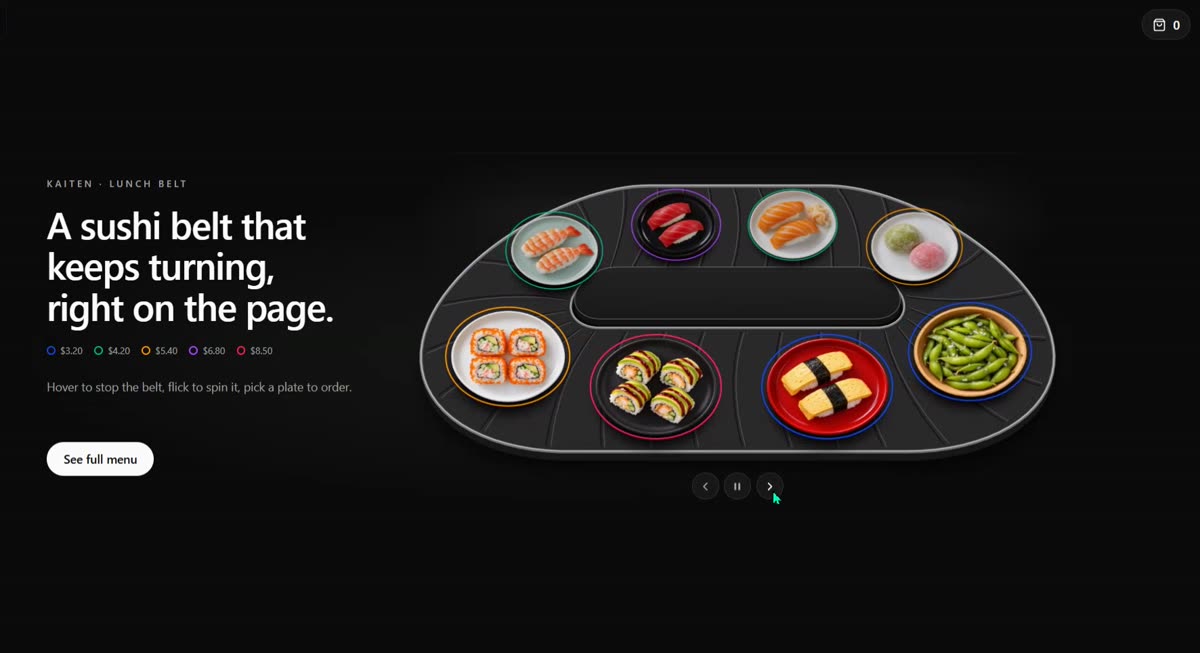 0
KAITEN · LUNCH BELT
A sushi belt that
keeps turning,
right on the page.
$3.20 $4.20 $5.40 $6.80 $8.50
Hover to stop the belt, flick to spin it, pick a plate to order.
See full menu